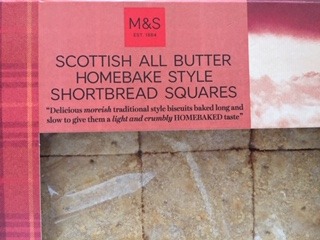 M&S
EST. 1884
SCOTTISH ALL BUTTER
HOMEBAKE STYLE
SHORTBREAD SQUARES
"Delicious moreish traditional style biscuits baked long and
slow to give them a light and crumbly HOMEBAKED taste"